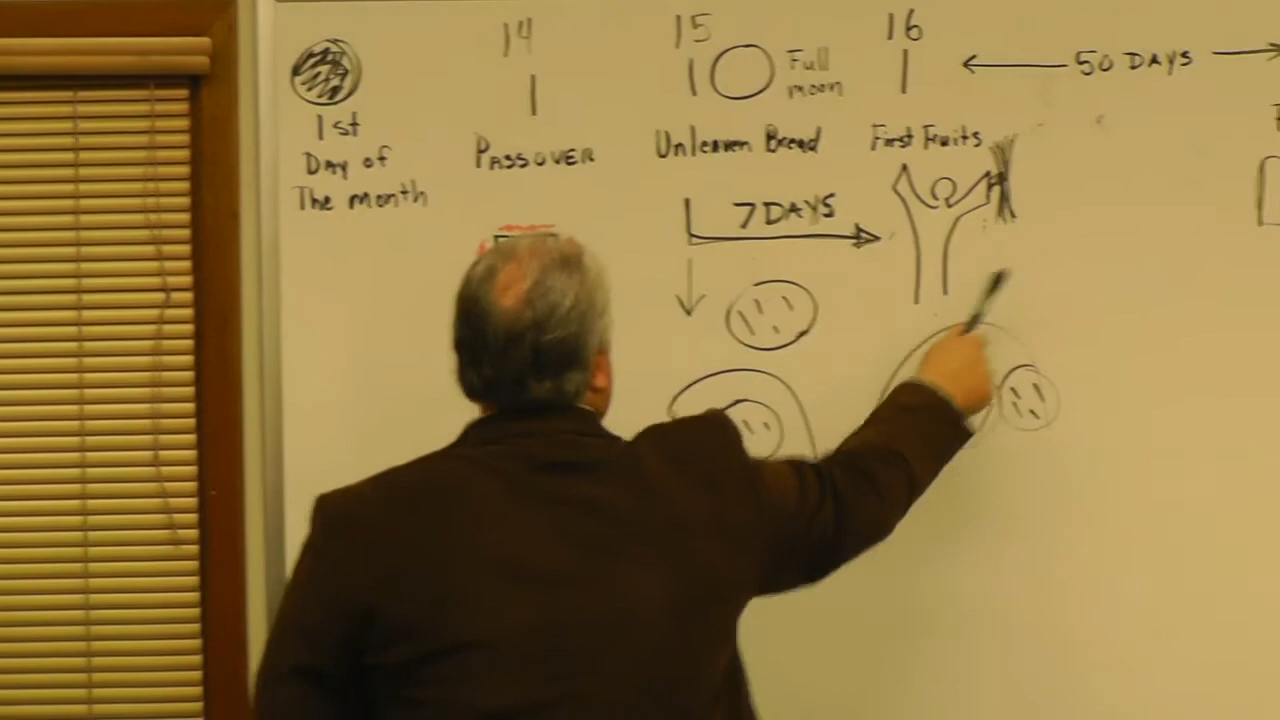 14
15
16
50 DAYS
Full
moon
1st
Day of
The month
PASSOVER
Unleaven Bread
First Fruits
7 DAYS